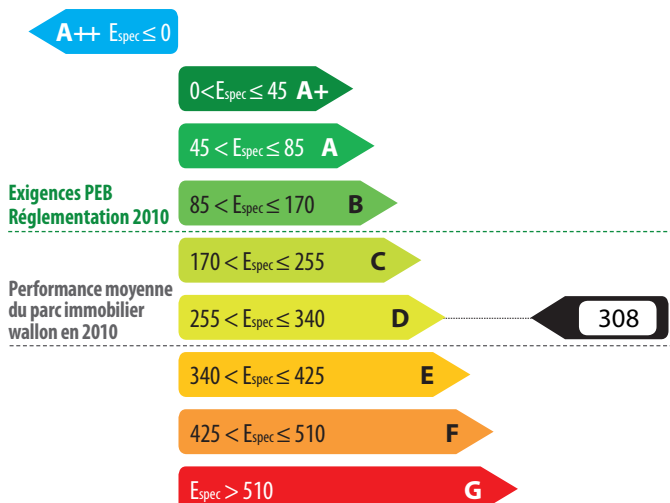 A++ Espec ≤ 0
0<Espec ≤ 45 A+
45 < Espec ≤ 85 A
Exigences PEB
Réglementation 2010
85 < Espec ≤ 170 B
170 < Espec ≤ 255 C
Performance moyenne
du parc immobilier
wallon en 2010
255 < Espec ≤ 340 D
308
340 < Espec ≤ 425 E
425 < Espec ≤ 510 F
Espec > 510 G